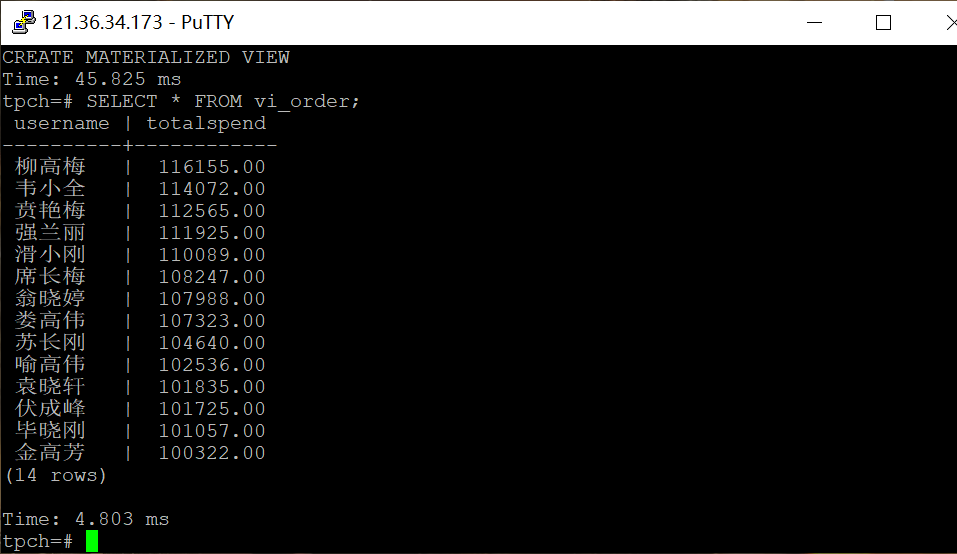 121.36.34.173 - PuTTY
CREATE MATERIALIZED VIEW
Time: 45.825 ms
tpch=# SELECT * FROM vi_order;
 username | totalspend
----------+------------
 柳高梅   |  116155.00
 韦小全   |  114072.00
 贲艳梅   |  112565.00
 强兰丽   |  111925.00
 滑小刚   |  110089.00
 席长梅   |  108247.00
 翁晓婷   |  107988.00
 娄高伟   |  107323.00
 苏长刚   |  104640.00
 喻高伟   |  102536.00
 袁晓轩   |  101835.00
 伏成峰   |  101725.00
 毕晓刚   |  101057.00
 金高芳   |  100322.00
(14 rows)
Time: 4.803 ms
tpch=#